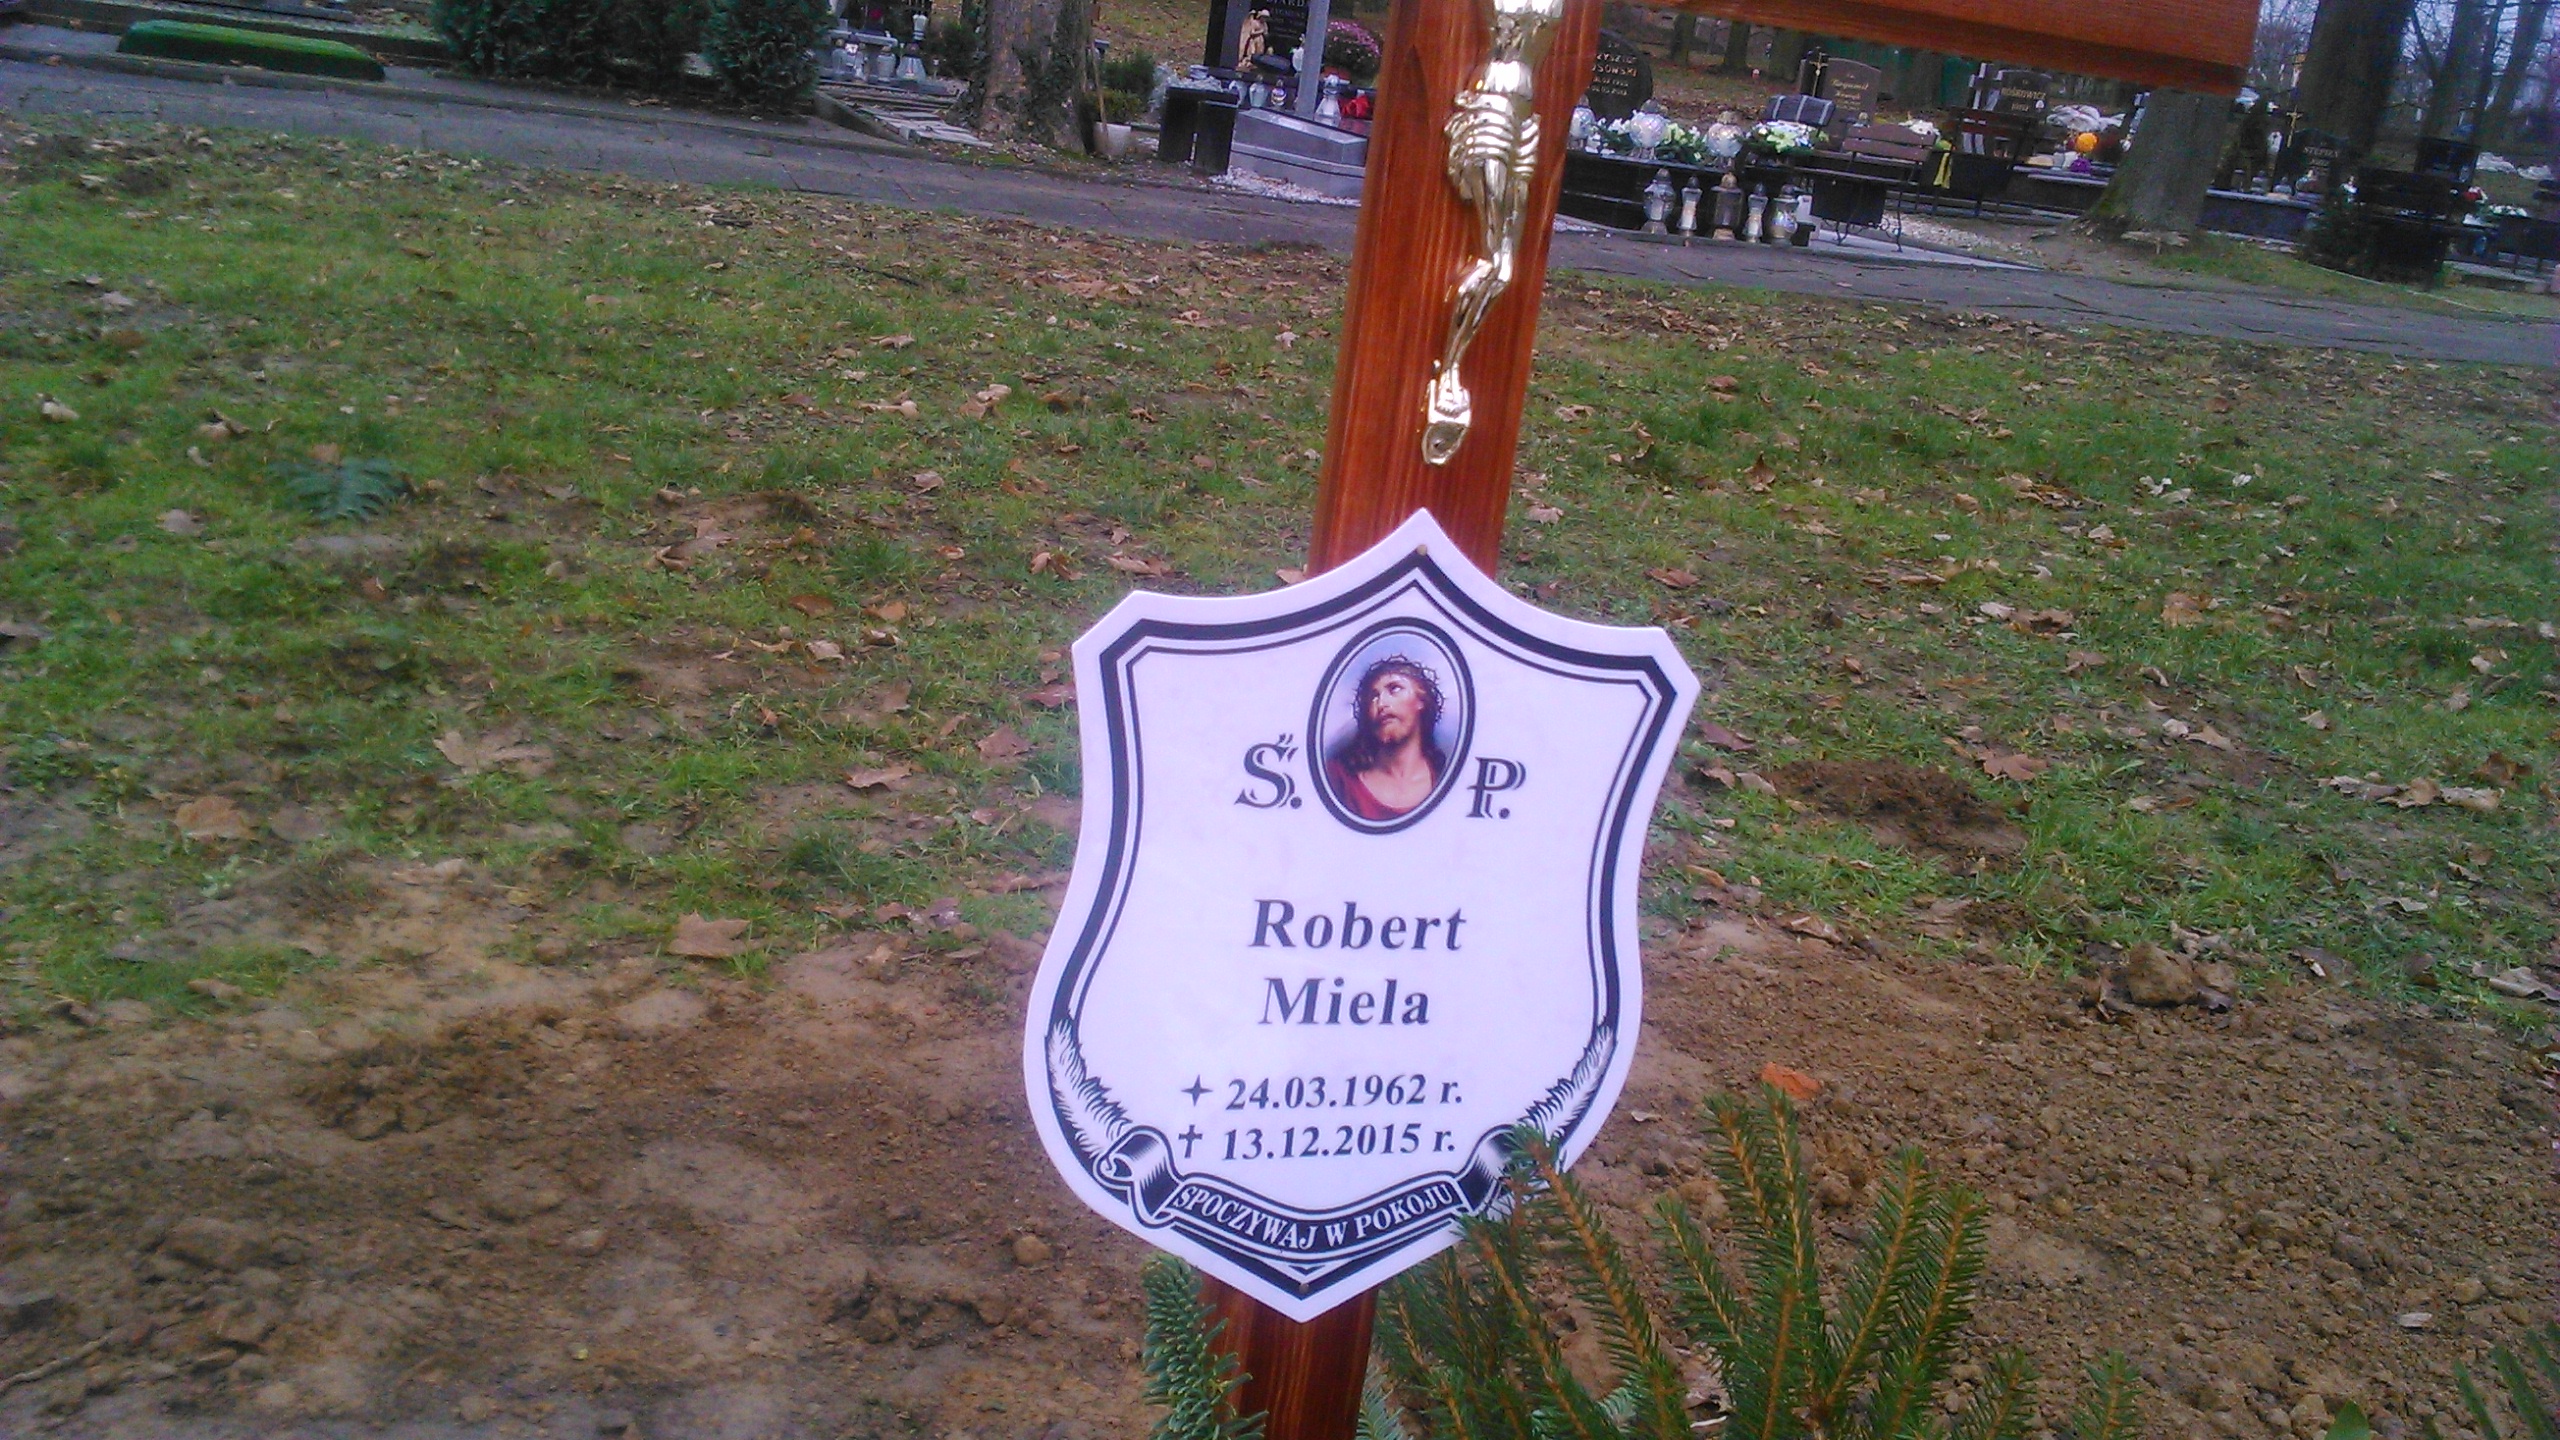 Ś. P.
Robert
Miela
24.03.1962 r.
13.12.2015 r.
SPOCZYWAJ W POKOJU